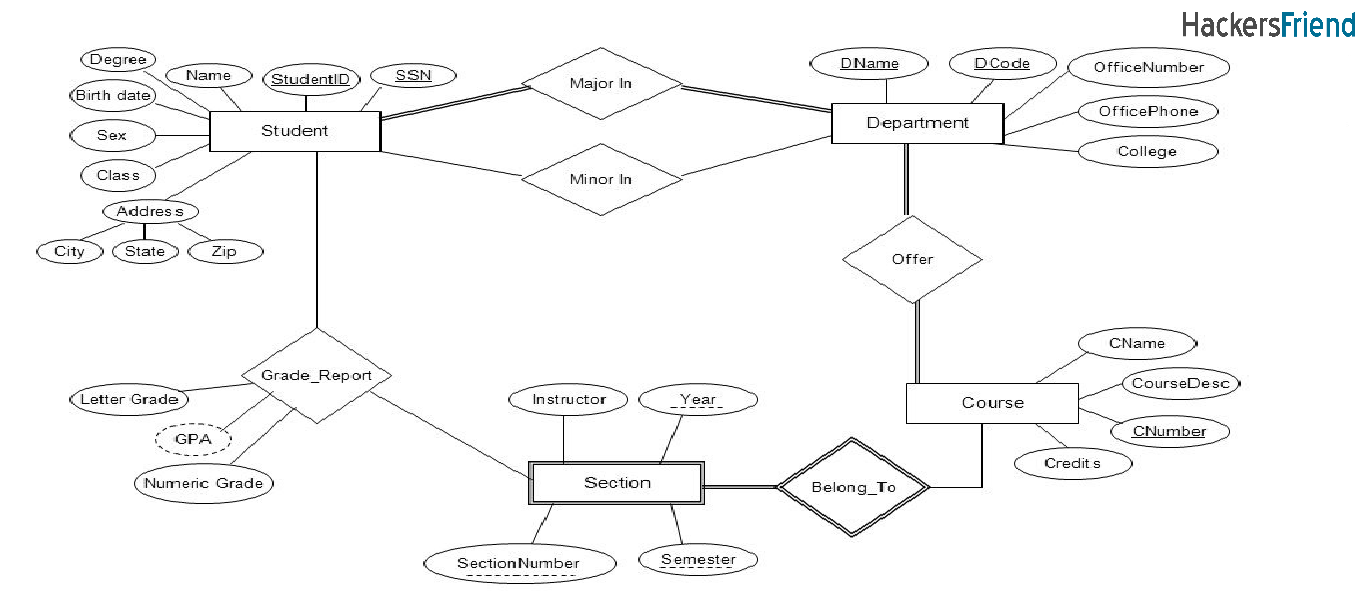 HackersFriend
Degree
Name
StudentID
SSN
Birth date
Sex
Class
Student
Address
City
State
Zip
Major In
Minor In
DName
DCode
OfficeNumber
OfficePhone
College
Department
Offer
Grade_Report
Letter Grade
GPA
Numeric Grade
Instructor
Year
Section
SectionNumber
Semester
Belong_To
CName
CourseDesc
CNumber
Credits
Course